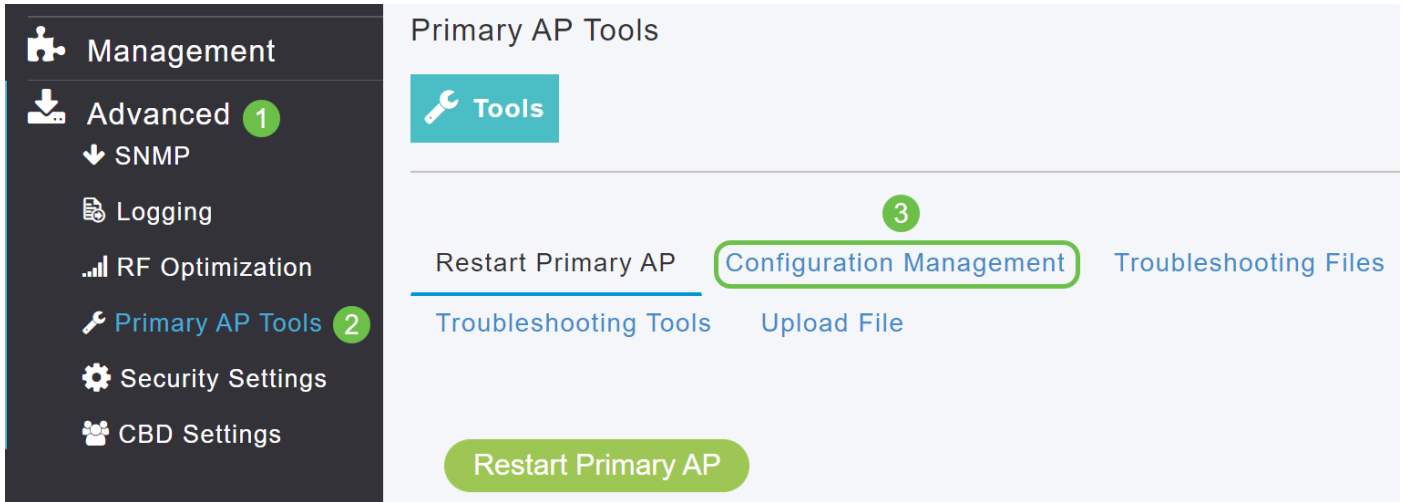 Management
Advanced 1
SNMP
Logging
RF Optimization
Primary AP Tools 2
Security Settings
CBD Settings
Primary AP Tools
Tools
3
Restart Primary AP Configuration Management Troubleshooting Files
Troubleshooting Tools Upload File
Restart Primary AP